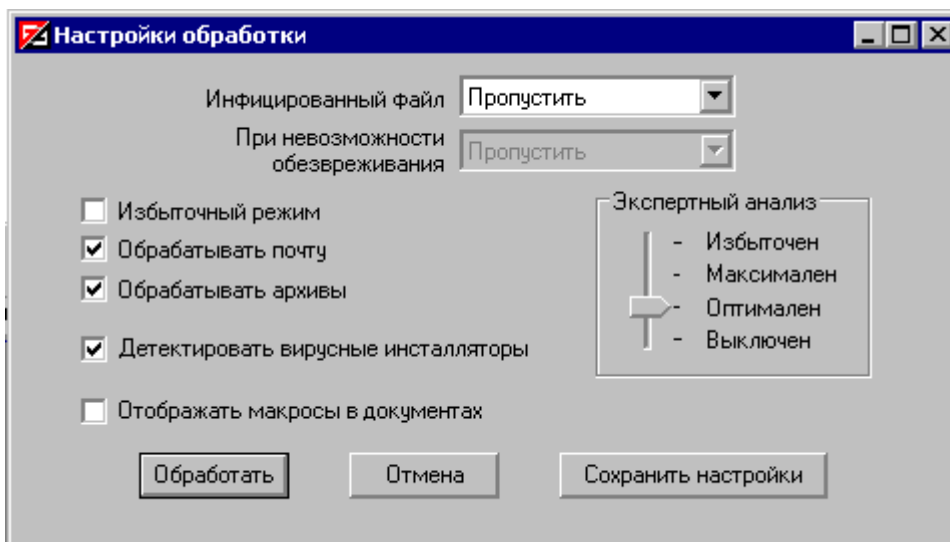 Настройки обработки
Инфицированный файл Пропустить
При невозможности
обезвреживания Пропустить
Избыточный режим
Обрабатывать почту
Обрабатывать архивы
Детектировать вирусные инсталляторы
Отображать макросы в документах
Экспертный анализ
- Избыточен
- Максимален
- Оптимален
- Выключен
Обработать Отмена Сохранить настройки